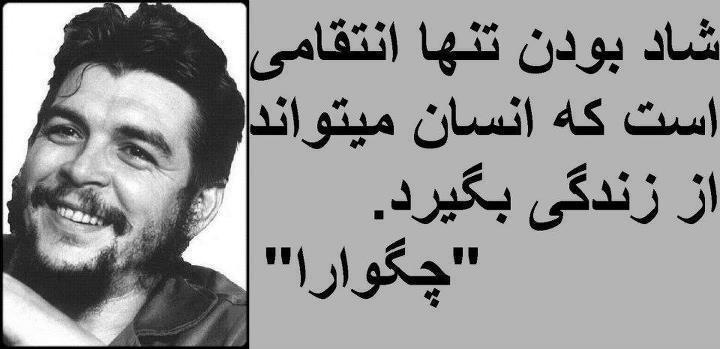 شاد بودن تنها انتقامی
است که انسان میتواند
از زندگی بگیرد.
"چگوارا"